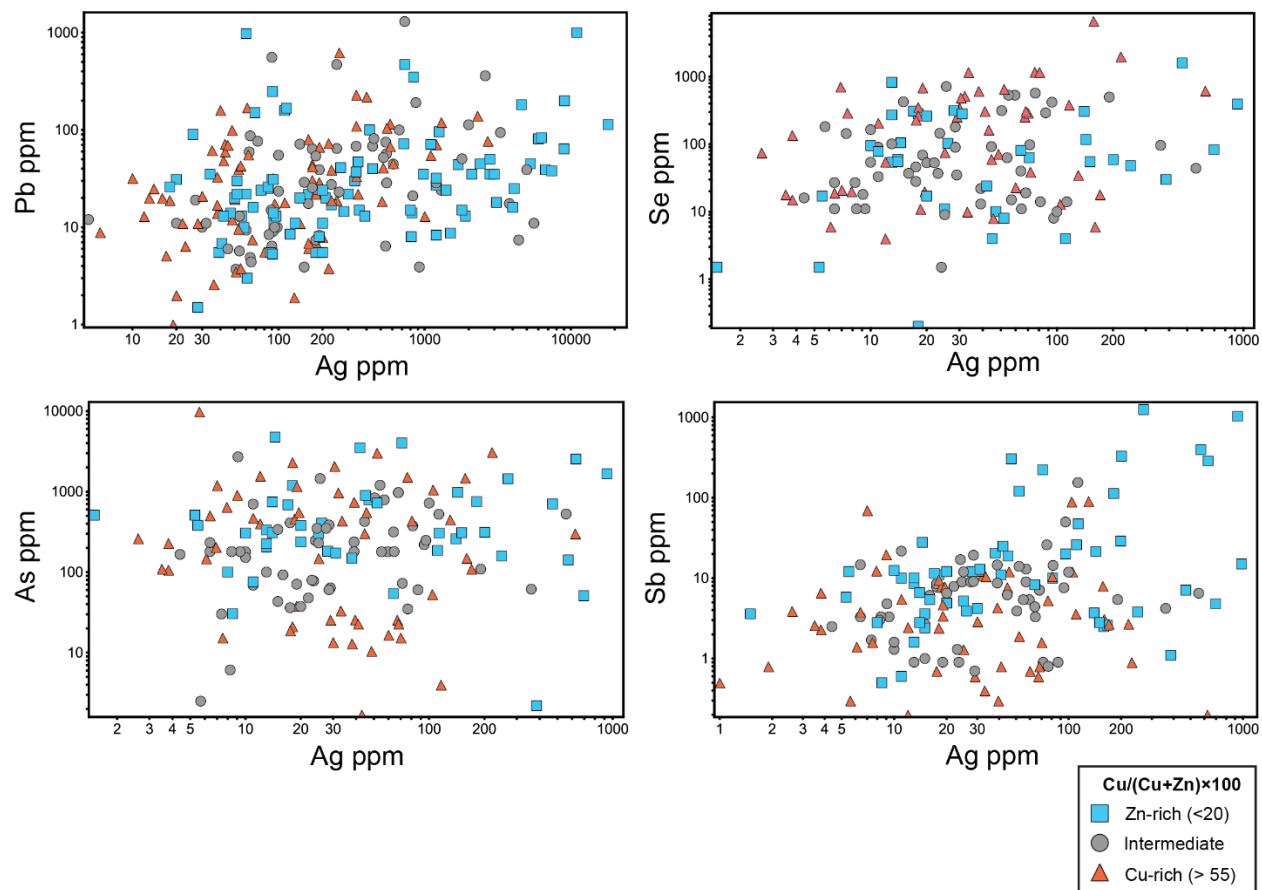 1000
100
10
1
Pb ppm
10 20 30 100 200 1000 10000
Ag ppm
1000
100
10
1
Se ppm
2 3 4 5 10 20 30 100 200 1000
Ag ppm
10000
1000
100
10
As ppm
2 3 4 5 10 20 30 100 200 1000
Ag ppm
1000
100
10
1
Sb ppm
1 2 3 4 5 10 20 30 100 200 1000
Ag ppm
Cu/(Cu+Zn)×100
Zn-rich (<20)
Intermediate
Cu-rich (> 55)